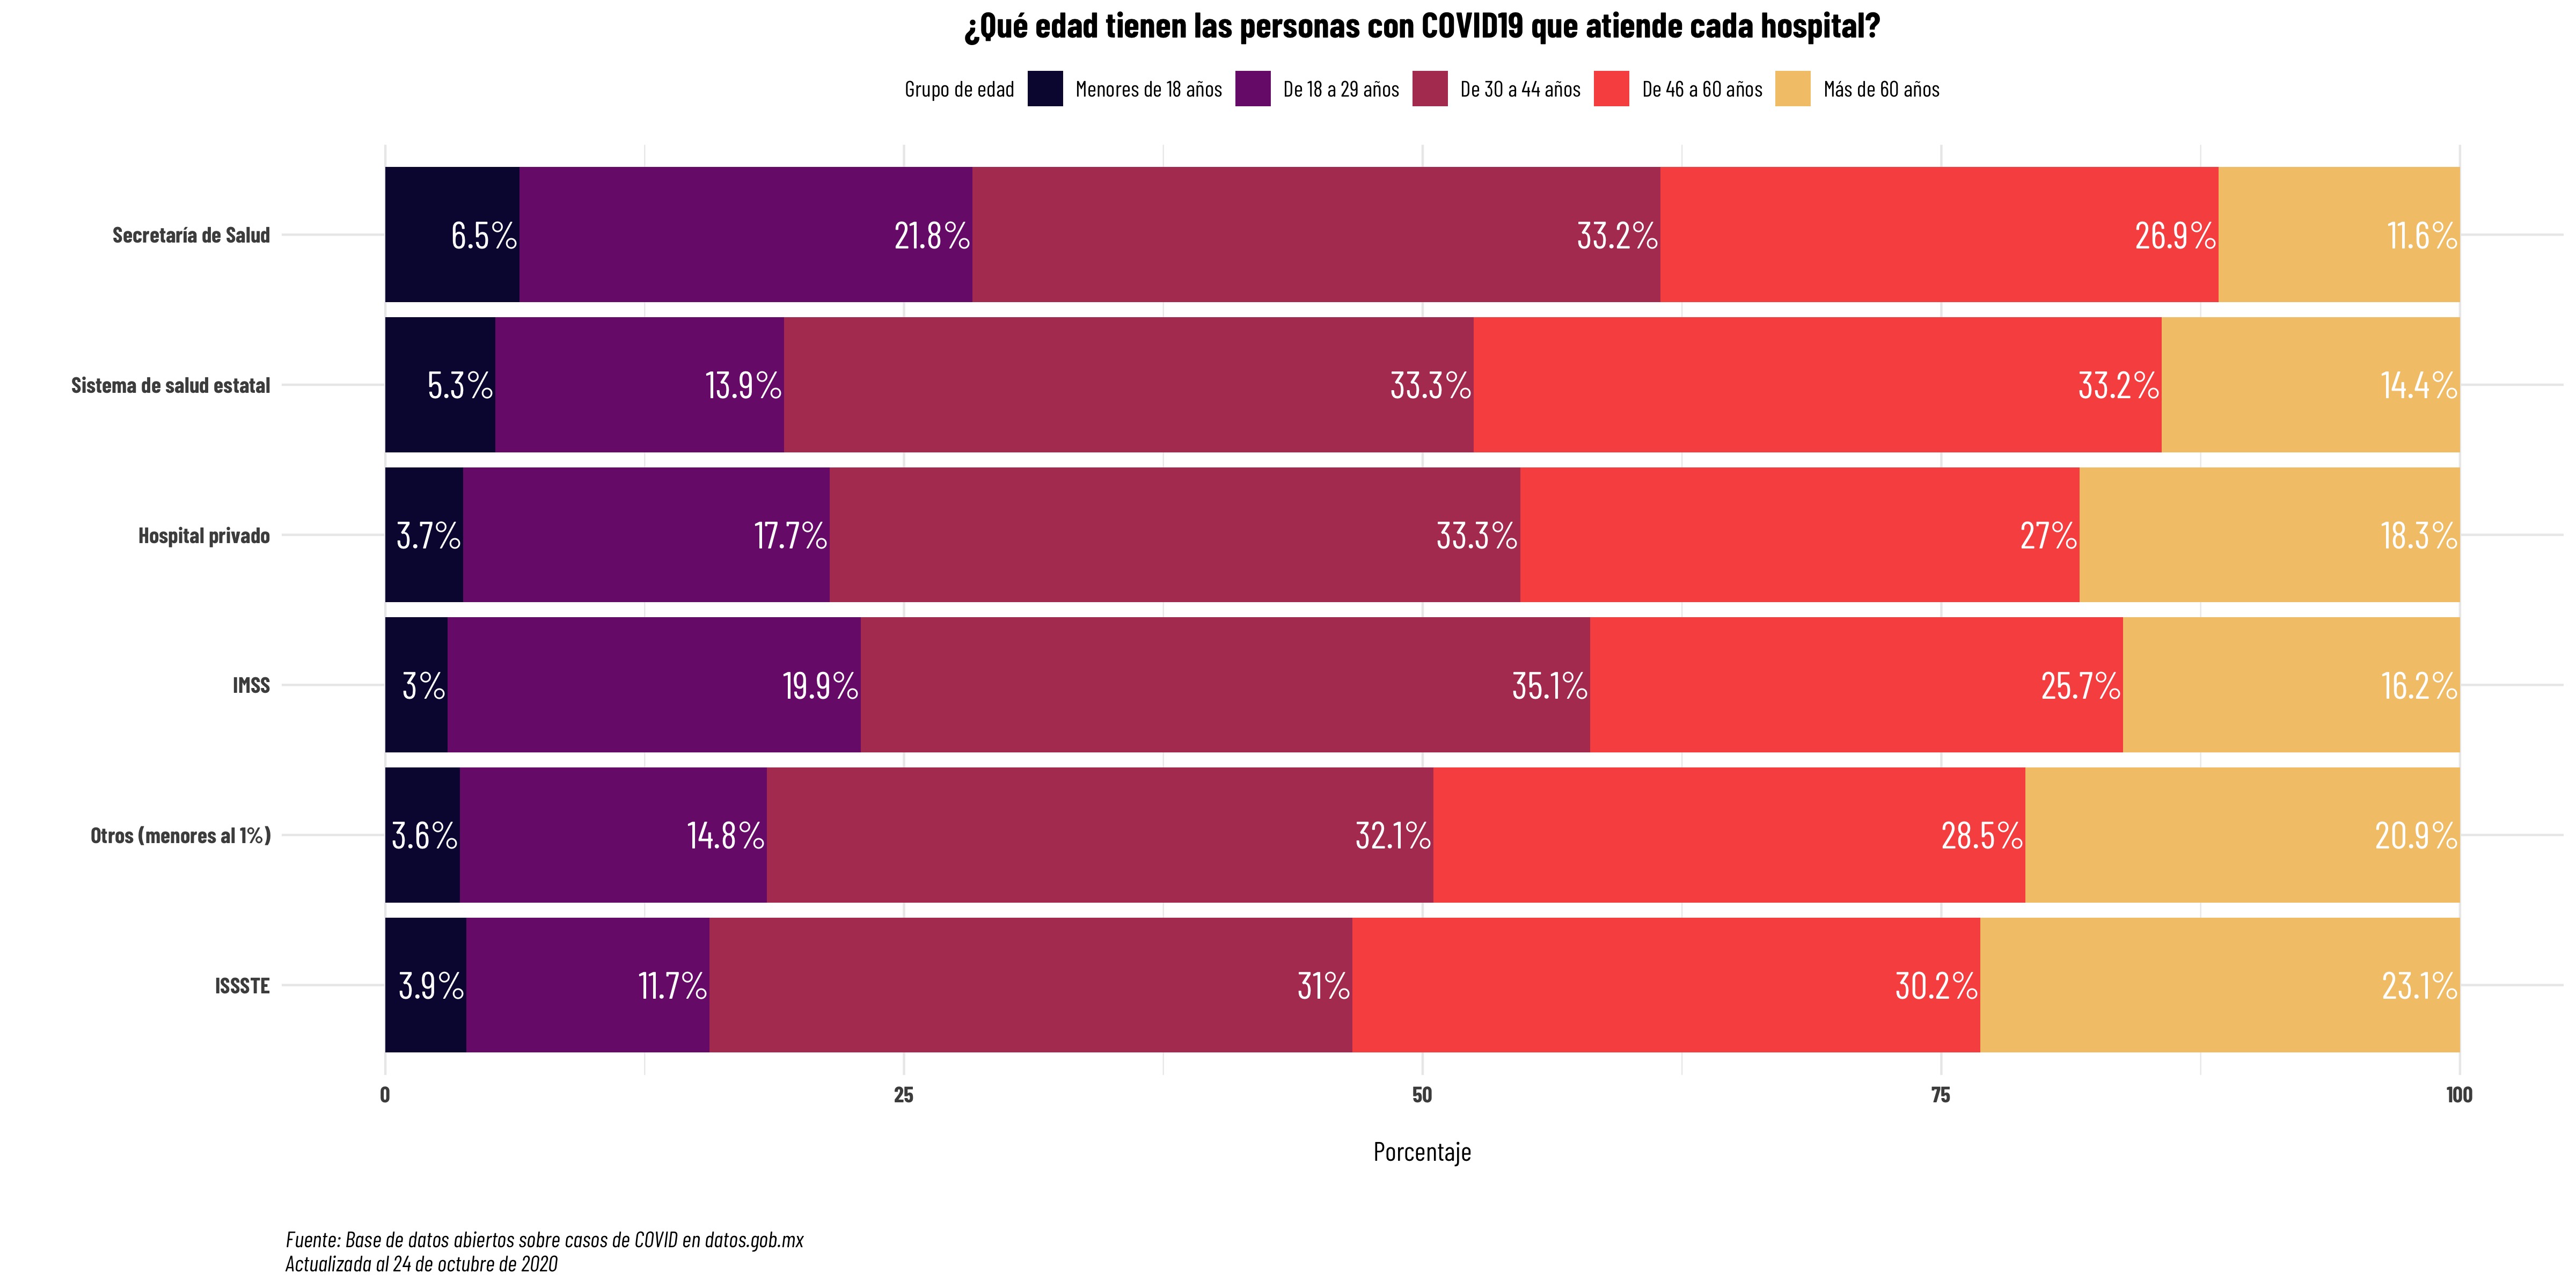 ¿Qué edad tienen las personas con COVID19 que atiende cada hospital?
Grupo de edad Menores de 18 años De 18 a 29 años De 30 a 44 años De 46 a 60 años Más de 60 años
Secretaría de Salud 6.5% 21.8% 33.2% 26.9% 11.6%
Sistema de salud estatal 5.3% 13.9% 33.3% 33.2% 14.4%
Hospital privado 3.7% 17.7% 33.3% 27% 18.3%
IMSS 3% 19.9% 35.1% 25.7% 16.2%
Otros (menores al 1%) 3.6% 14.8% 32.1% 28.5% 20.9%
ISSSTE 3.9% 11.7% 31% 30.2% 23.1%
0 25 50 75 100
Porcentaje
Fuente: Base de datos abiertos sobre casos de COVID en datos.gob.mx
Actualizada al 24 de octubre de 2020